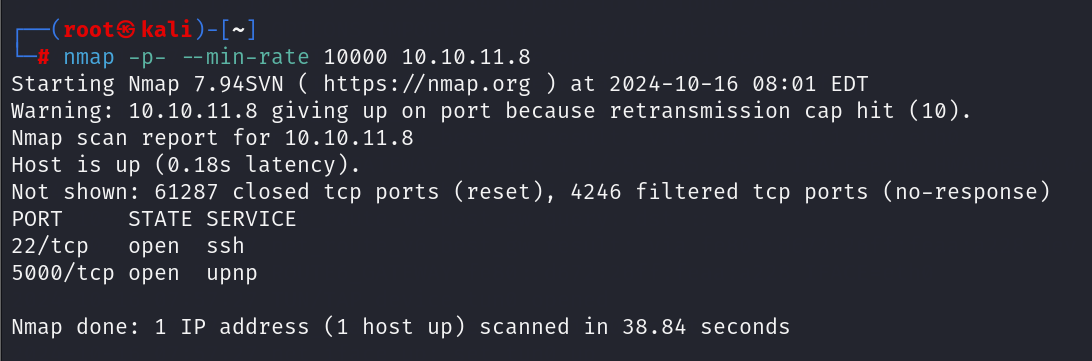 ┌──(root㉿kali)-[~]
└─# nmap -p- --min-rate 10000 10.10.11.8
Starting Nmap 7.94SVN ( https://nmap.org ) at 2024-10-16 08:01 EDT
Warning: 10.10.11.8 giving up on port because retransmission cap hit (10).
Nmap scan report for 10.10.11.8
Host is up (0.18s latency).
Not shown: 61287 closed tcp ports (reset), 4246 filtered tcp ports (no-response)
PORT     STATE SERVICE
22/tcp   open  ssh
5000/tcp open  upnp
Nmap done: 1 IP address (1 host up) scanned in 38.84 seconds